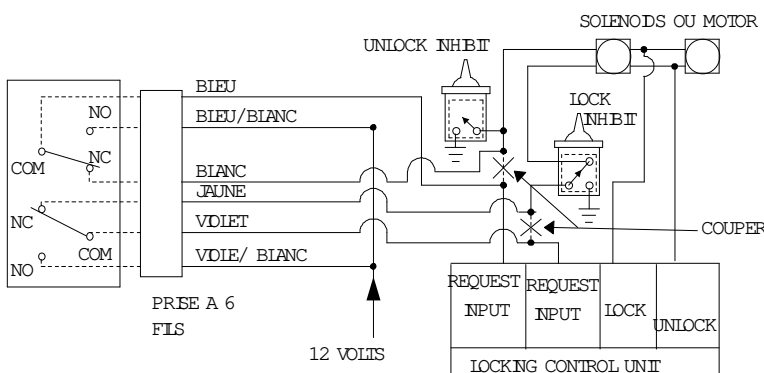 SOLENOIDS OU MOTOR
UNLOCK INHIBIT
LOCK
INHIBIT
BLEU
NO
BLEU/BLANC
COM
NC
BLANC
JAUNE
NC
VIOLET
COM
NO
VIOLE/ BLANC
COUPER
PRISE A 6
FILS
12 VOLTS
REQUEST
INPUT
REQUEST
INPUT
LOCK
UNLOCK
LOCKING CONTROL UNIT